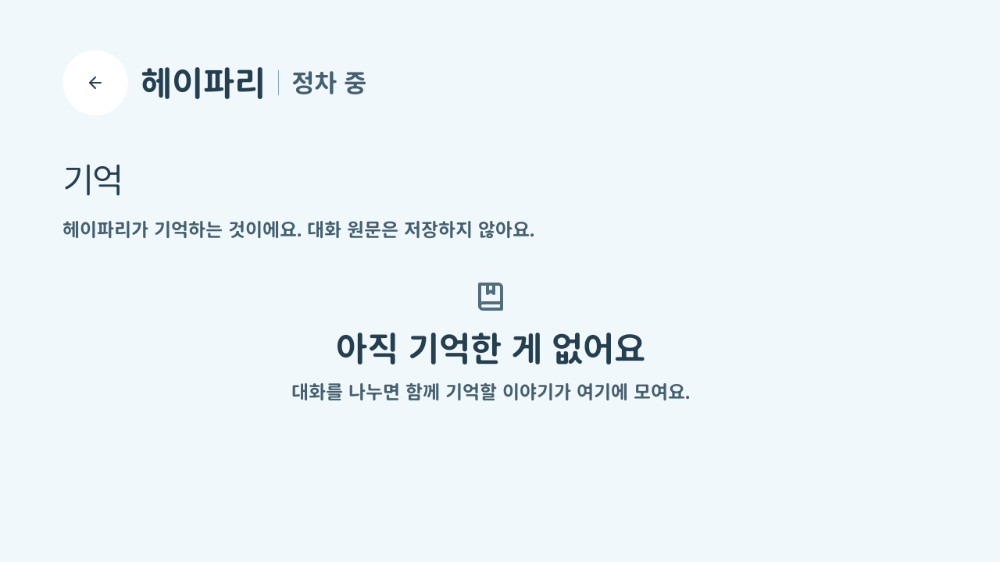 헤이파리 정차 중
기억
헤이파리가 기억하는 것이에요. 대화 원문은 저장하지 않아요.
아직 기억한 게 없어요
대화를 나누면 함께 기억할 이야기가 여기에 모여요.